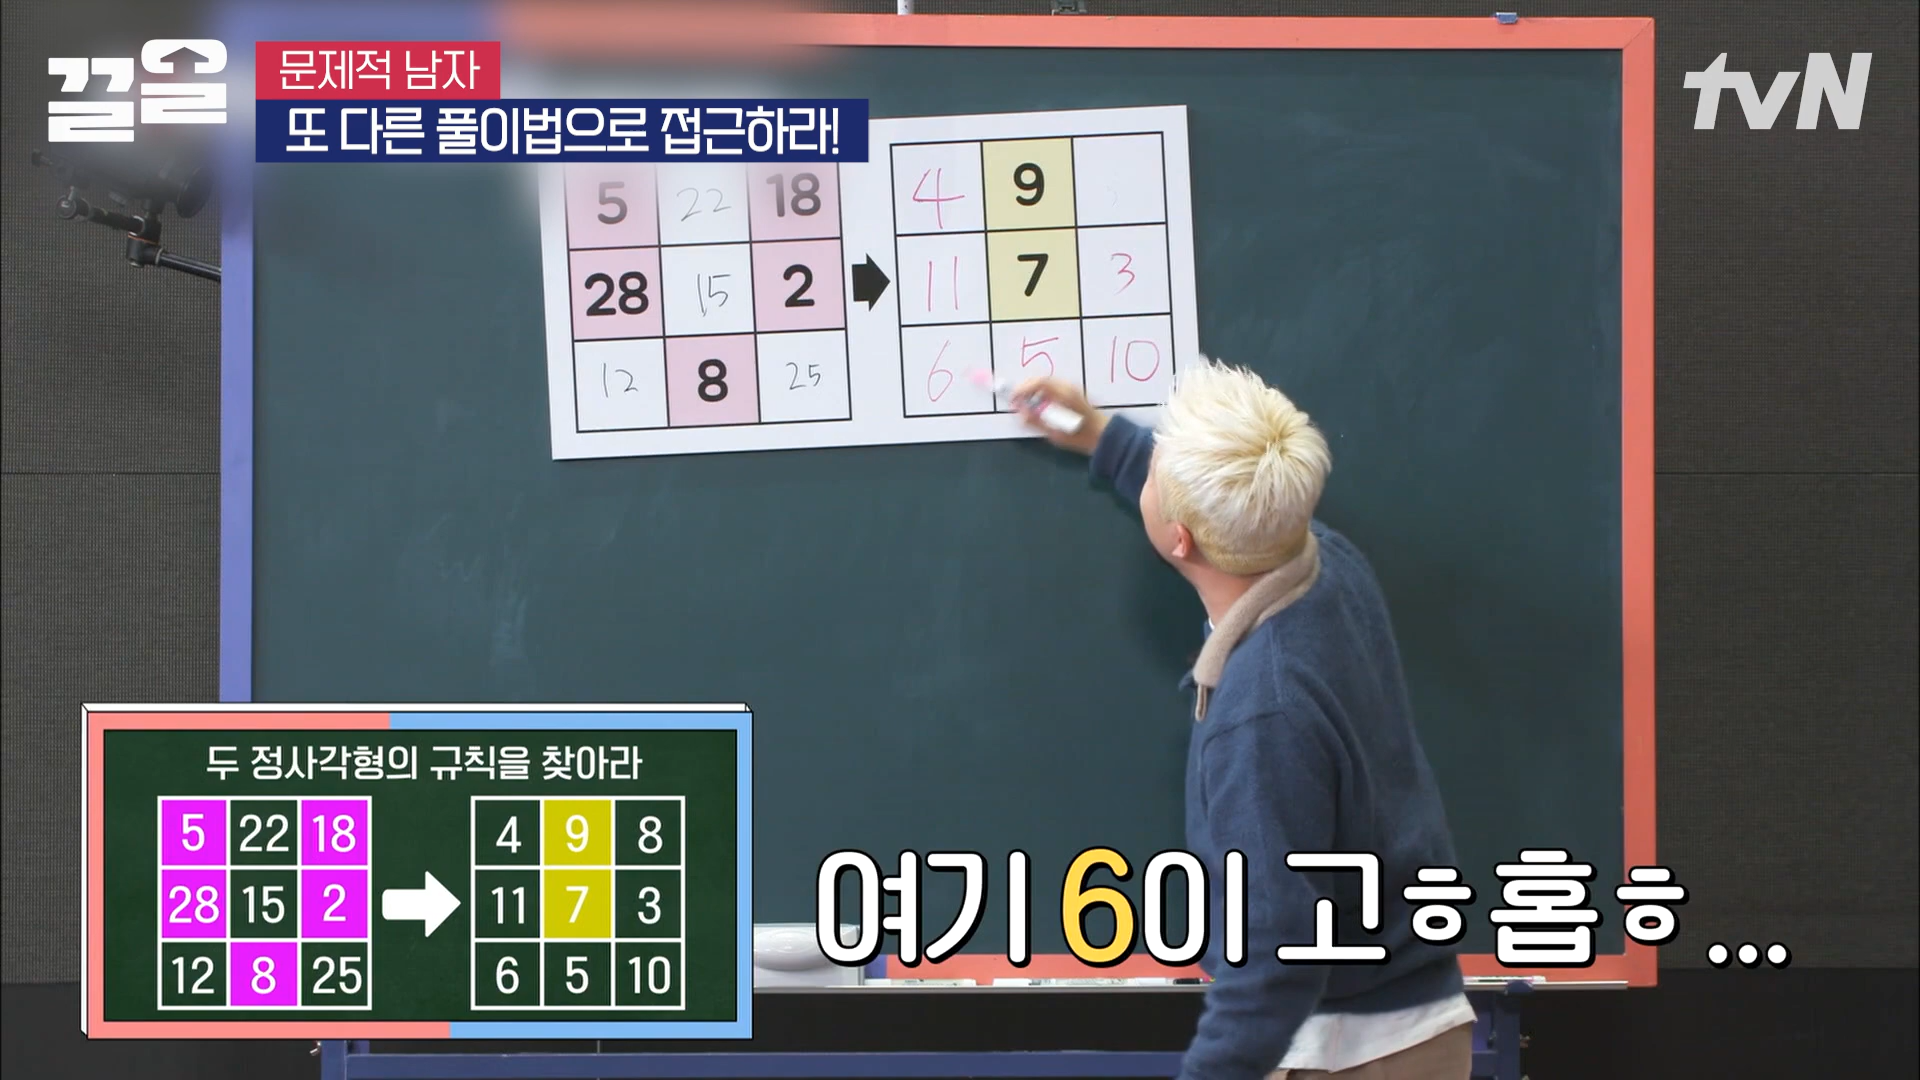 끌올
문제적 남자
또 다른 풀이법으로 접근하라!
tvN
5 22 18
28 15 2
12 8 25
4 9
11 7 3
6 5 10
두 정사각형의 규칙을 찾아라
5 22 18
28 15 2
12 8 25
4 9 8
11 7 3
6 5 10
여기 6이 고ㅎ홉ㅎ...